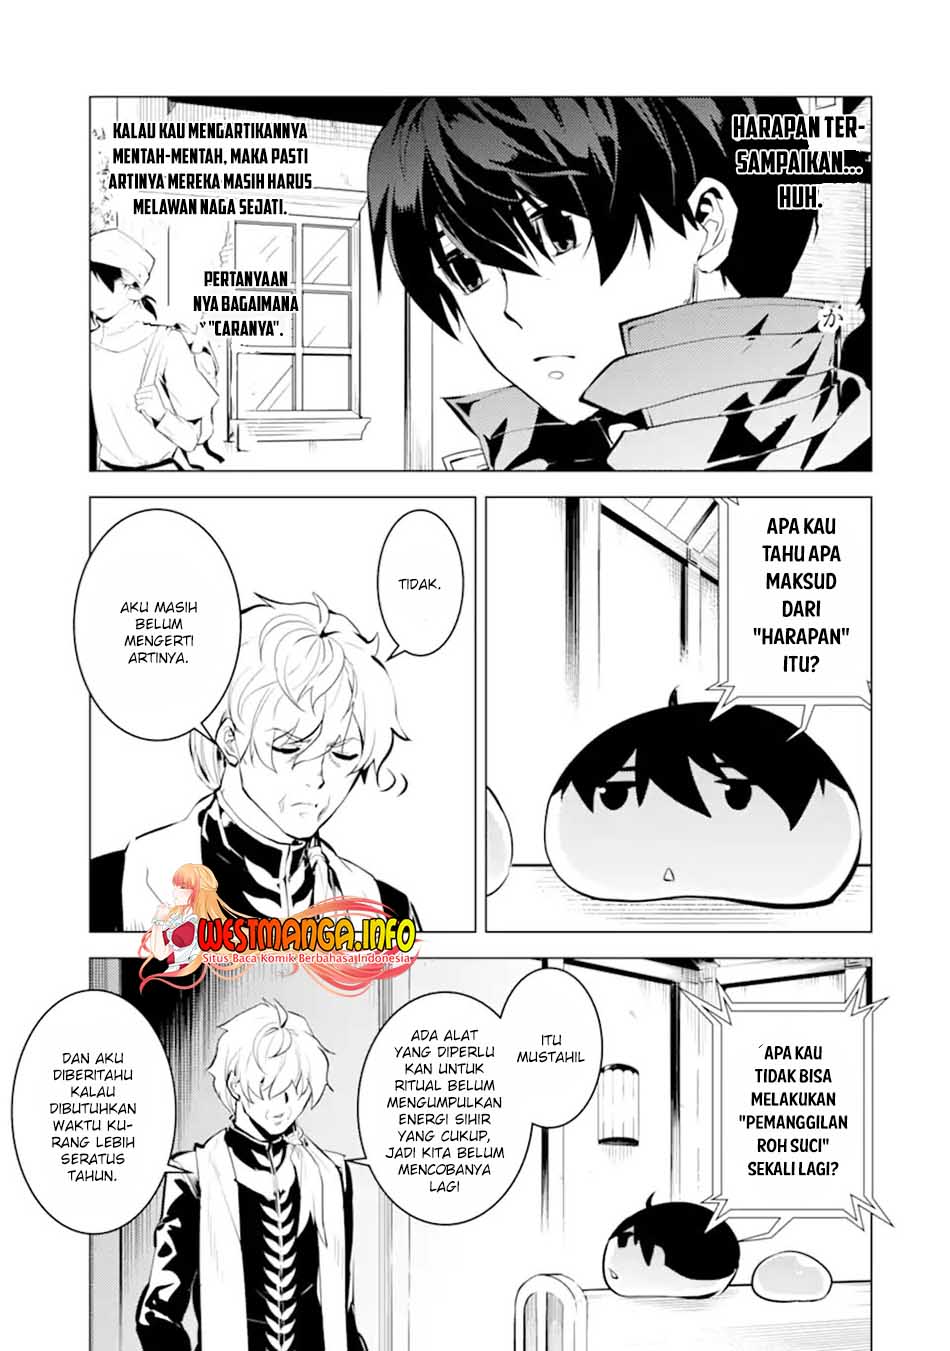 HARAPAN TER-
SAMPAIKAN...
HUH.
か
KALAU KAU MENGARTIKANNYA
MENTAH-MENTAH, MAKA PASTI
ARTINYA MEREKA MASIH HARUS
MELAWAN NAGA SEJATI.
PERTANYAAN
NYA BAGAIMANA
"CARANYA".
APA KAU
TAHU APA
MAKSUD
DARI
"HARAPAN"
ITU?
TIDAK.
AKU MASIH
BELUM
MENGERTI
ARTINYA.
WESTMANGA.INFO
Situs Baca Komik Berbahasa Indonesia
APA KAU
TIDAK BISA
MELAKUKAN
"PEMANGGILAN
ROH SUCI"
SEKALI LAGI?
ITU
MUSTAHIL
ADA ALAT
YANG DIPERLU
KAN UNTUK
RITUAL BELUM
MENGUMPULKAN
ENERGI SIHIR
YANG CUKUP,
JADI KITA BELUM
MENCOBANYA
LAGI
DAN AKU
DIBERITAHU
KALAU
DIBUTUHKAN
WAKTU KU-
RANG LEBIH
SERATUS
TAHUN.